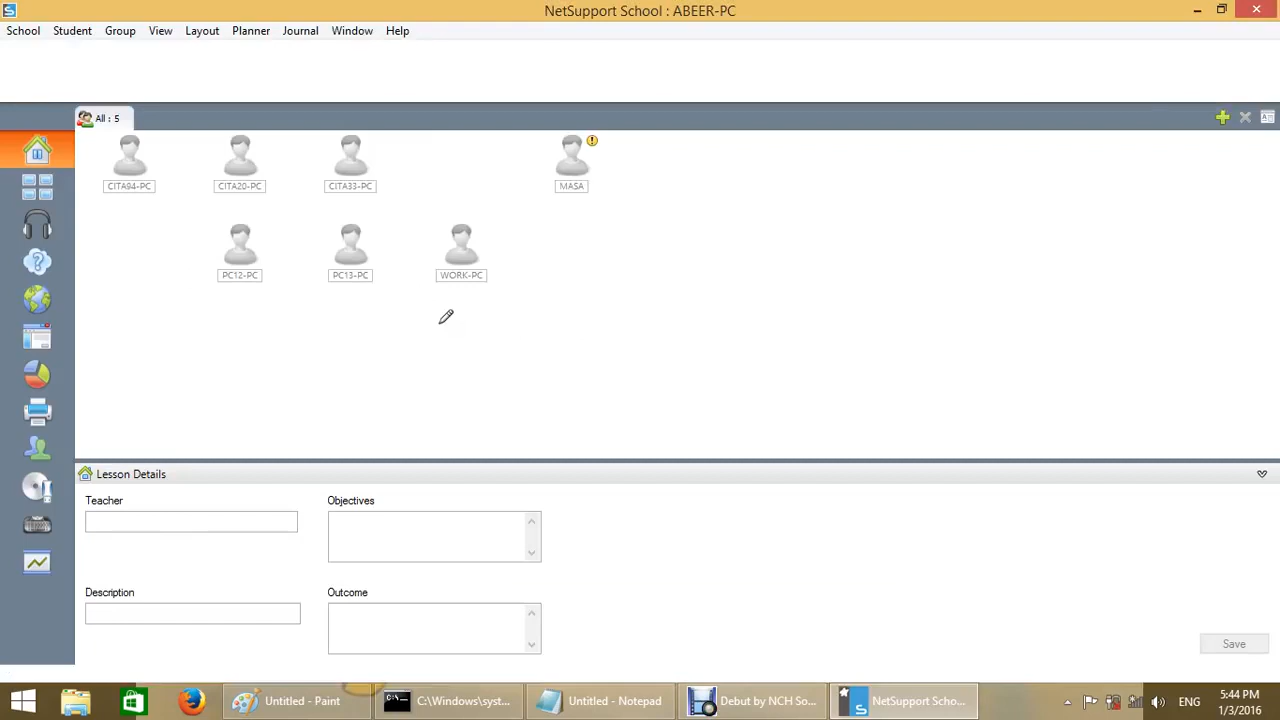 NetSupport School : ABEER-PC
School Student Group View Layout Planner Journal Window Help
All : 5
CITA94-PC CITA20-PC CITA33-PC MASA
PC12-PC PC13-PC WORK-PC
Lesson Details
Teacher Objectives
Description Outcome
Save
Untitled - Paint C:\Windows\syst... Untitled - Notepad Debut by NCH So... NetSupport Scho... ENG 5:44 PM
1/3/2016